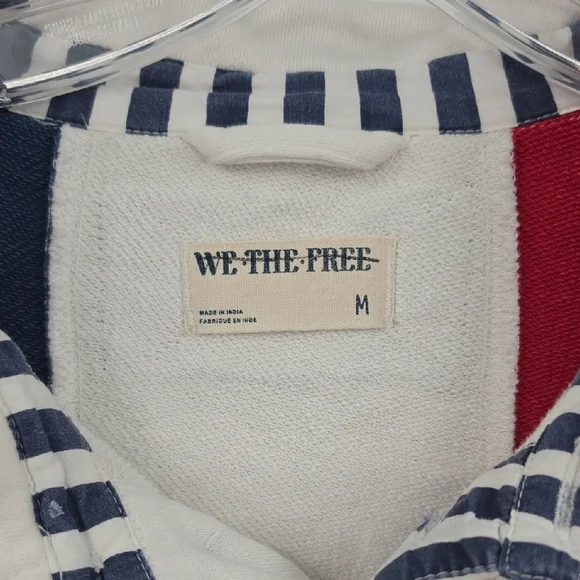 WE·THE·FREE
M
MADE IN INDIA
FABRIQUÉ EN INDE